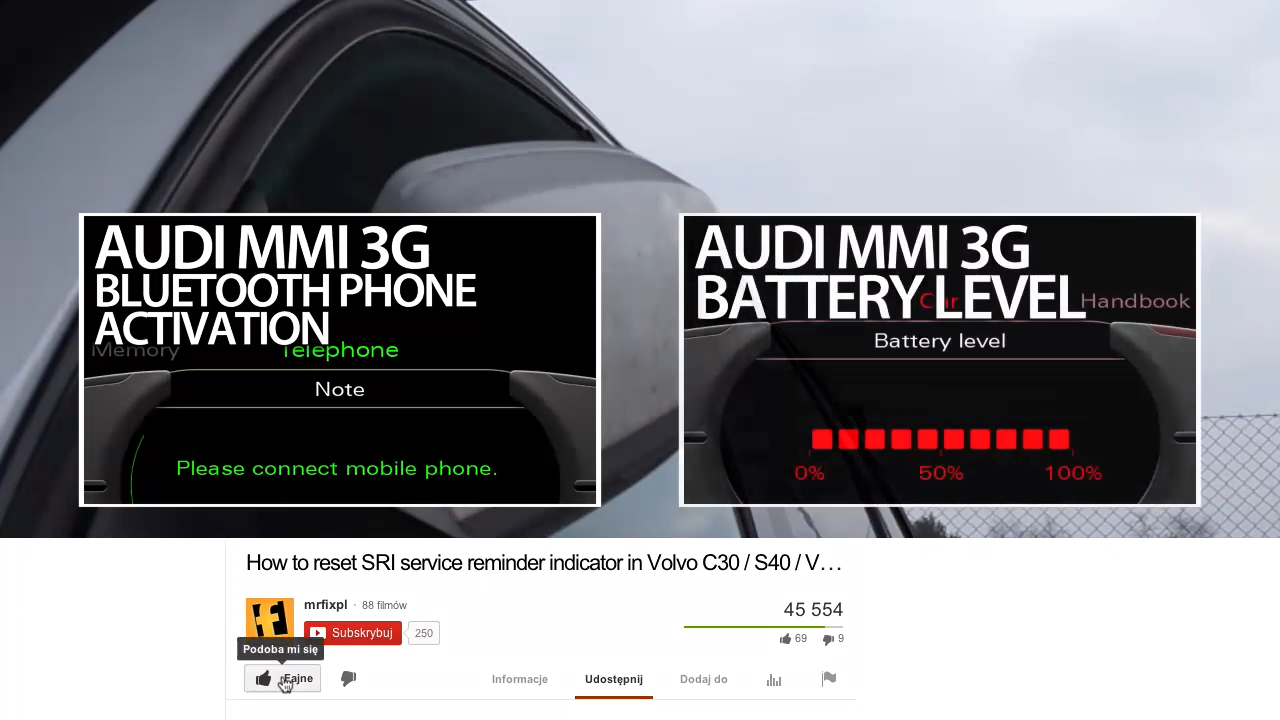 AUDI MMI 3G
BLUETOOTH PHONE
ACTIVATION
Memory
Telephone
Note
Please connect mobile phone.
AUDI MMI 3G
BATTERY LEVEL
Car
Handbook
Battery level
0%
50%
100%
How to reset SRI service reminder indicator in Volvo C30 / S40 / V...
mrfixpl · 88 filmów
Subskrybuj
250
45 554
69
9
Podoba mi się
Fajne
Informacje
Udostępnij
Dodaj do